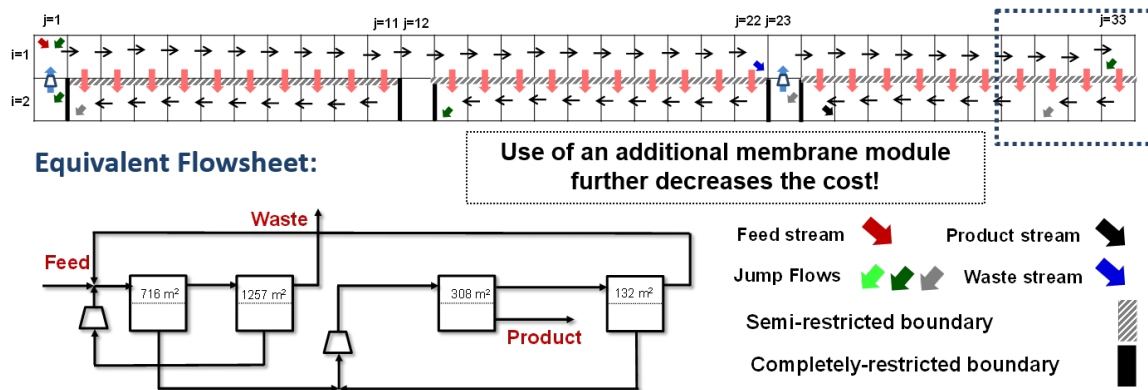 j=1
j=11 j=12
j=22 j=23
j=33
i=1
i=2
Equivalent Flowsheet:
Use of an additional membrane module
further decreases the cost!
Waste
Feed
716 m²
1257 m²
308 m²
132 m²
Product
Feed stream
Product stream
Jump Flows
Waste stream
Semi-restricted boundary
Completely-restricted boundary